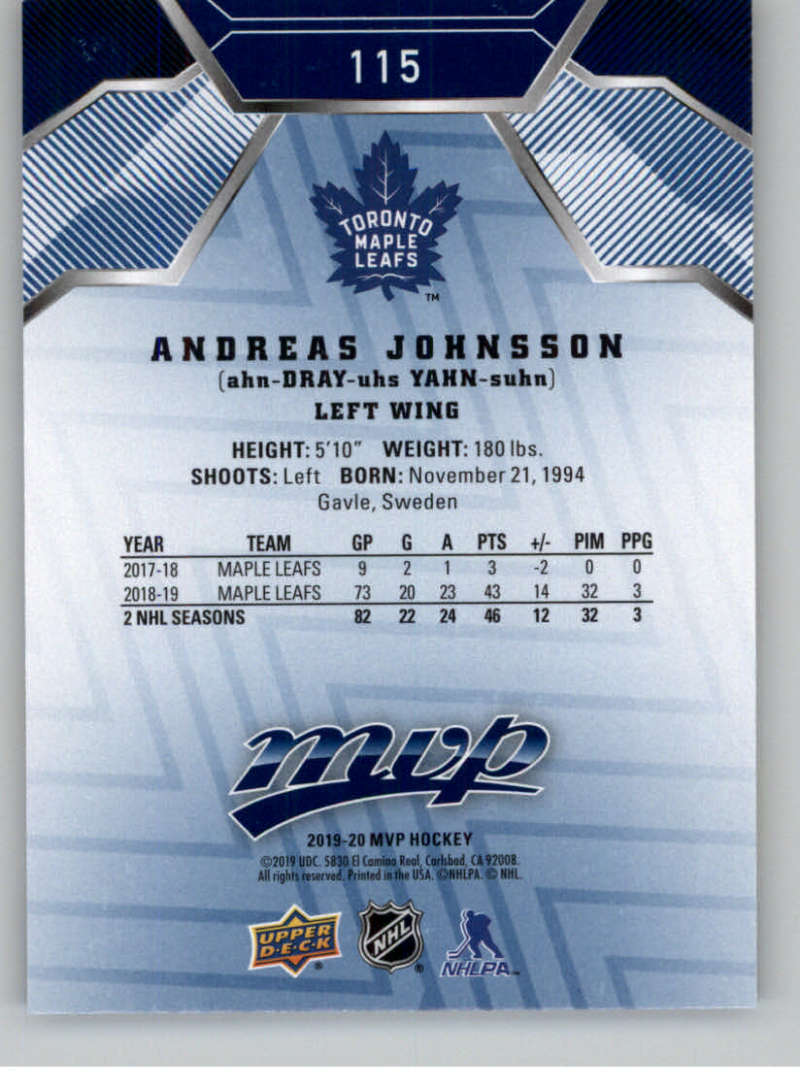 115
TORONTO
MAPLE
LEAFS
TM
ANDREAS JOHNSSON
(ahn-DRAY-uhs YAHN-suhn)
LEFT WING
HEIGHT: 5'10" WEIGHT: 180 lbs.
SHOOTS: Left BORN: November 21, 1994
Gavle, Sweden
YEAR TEAM GP G A PTS +/- PIM PPG
2017-18 MAPLE LEAFS 9 2 1 3 -2 0 0
2018-19 MAPLE LEAFS 73 20 23 43 14 32 3
2 NHL SEASONS 82 22 24 46 12 32 3
mvp
2019-20 MVP HOCKEY
©2019 UDC. 5830 El Camino Real, Carlsbad, CA 92008.
All rights reserved. Printed in the USA. ©NHLPA. © NHL.
UPPER DECK ® NHL ® NHLPA™